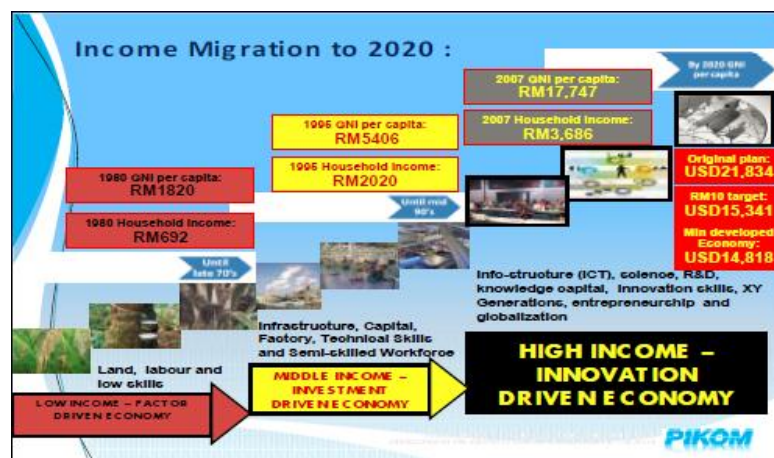 Income Migration to 2020 :
By 2020 GNI
per capita
2007 GNI per capita:
RM17,747
2007 Household Income:
RM3,686
1995 GNI per capita:
RM5406
1995 Household Income:
RM2020
Until mid
90's
1980 GNI per capita:
RM1820
1980 Household Income:
RM692
Until
late 70's
Original plan:
USD21,834
RM10 target:
USD15,341
Min developed
Economy:
USD14,818
Land, labour and
low skills
Infrastructure, Capital,
Factory, Technical Skills
and Semi-skilled Workforce
Info-structure (ICT), science, R&D,
knowledge capital, innovation skills, XY
Generations, entrepreneurship and
globalization
LOW INCOME – FACTOR
DRIVEN ECONOMY
MIDDLE INCOME –
INVESTMENT
DRIVEN ECONOMY
HIGH INCOME –
INNOVATION
DRIVEN ECONOMY
PIKOM